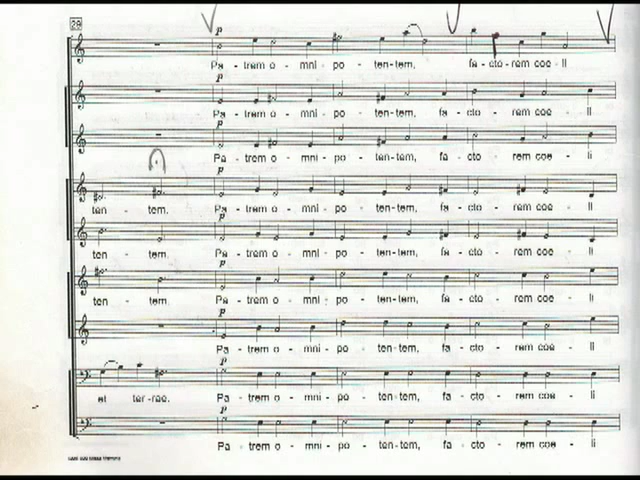 29
p
Pa - trem o - mni - po - ten-tem, fa - cto - rem coe - li
p
Pa - trem o - mni - po - ten-tem, fa - cto - rem coe - li
p
Pa - trem o - mni - po - ten-tem, fa - cto - rem coe - li
p
ten - tem. Pa - trem o - mni - po - ten-tem, fa - cto - rem coe - li
p
ten - tem. Pa - trem o - mni - po - ten-tem, fa - cto - rem coe - li
p
ten - tem. Pa - trem o - mni - po - ten-tem, fa - cto - rem coe - li
p
Pa - trem o - mni - po - ten-tem, fa - cto - rem coe - li
p
et ter-rae. Pa - trem o - mni - po - ten-tem, fa - cto - rem coe - li
p
Pa - trem o - mni - po - ten-tem, fa - cto - rem coe - li